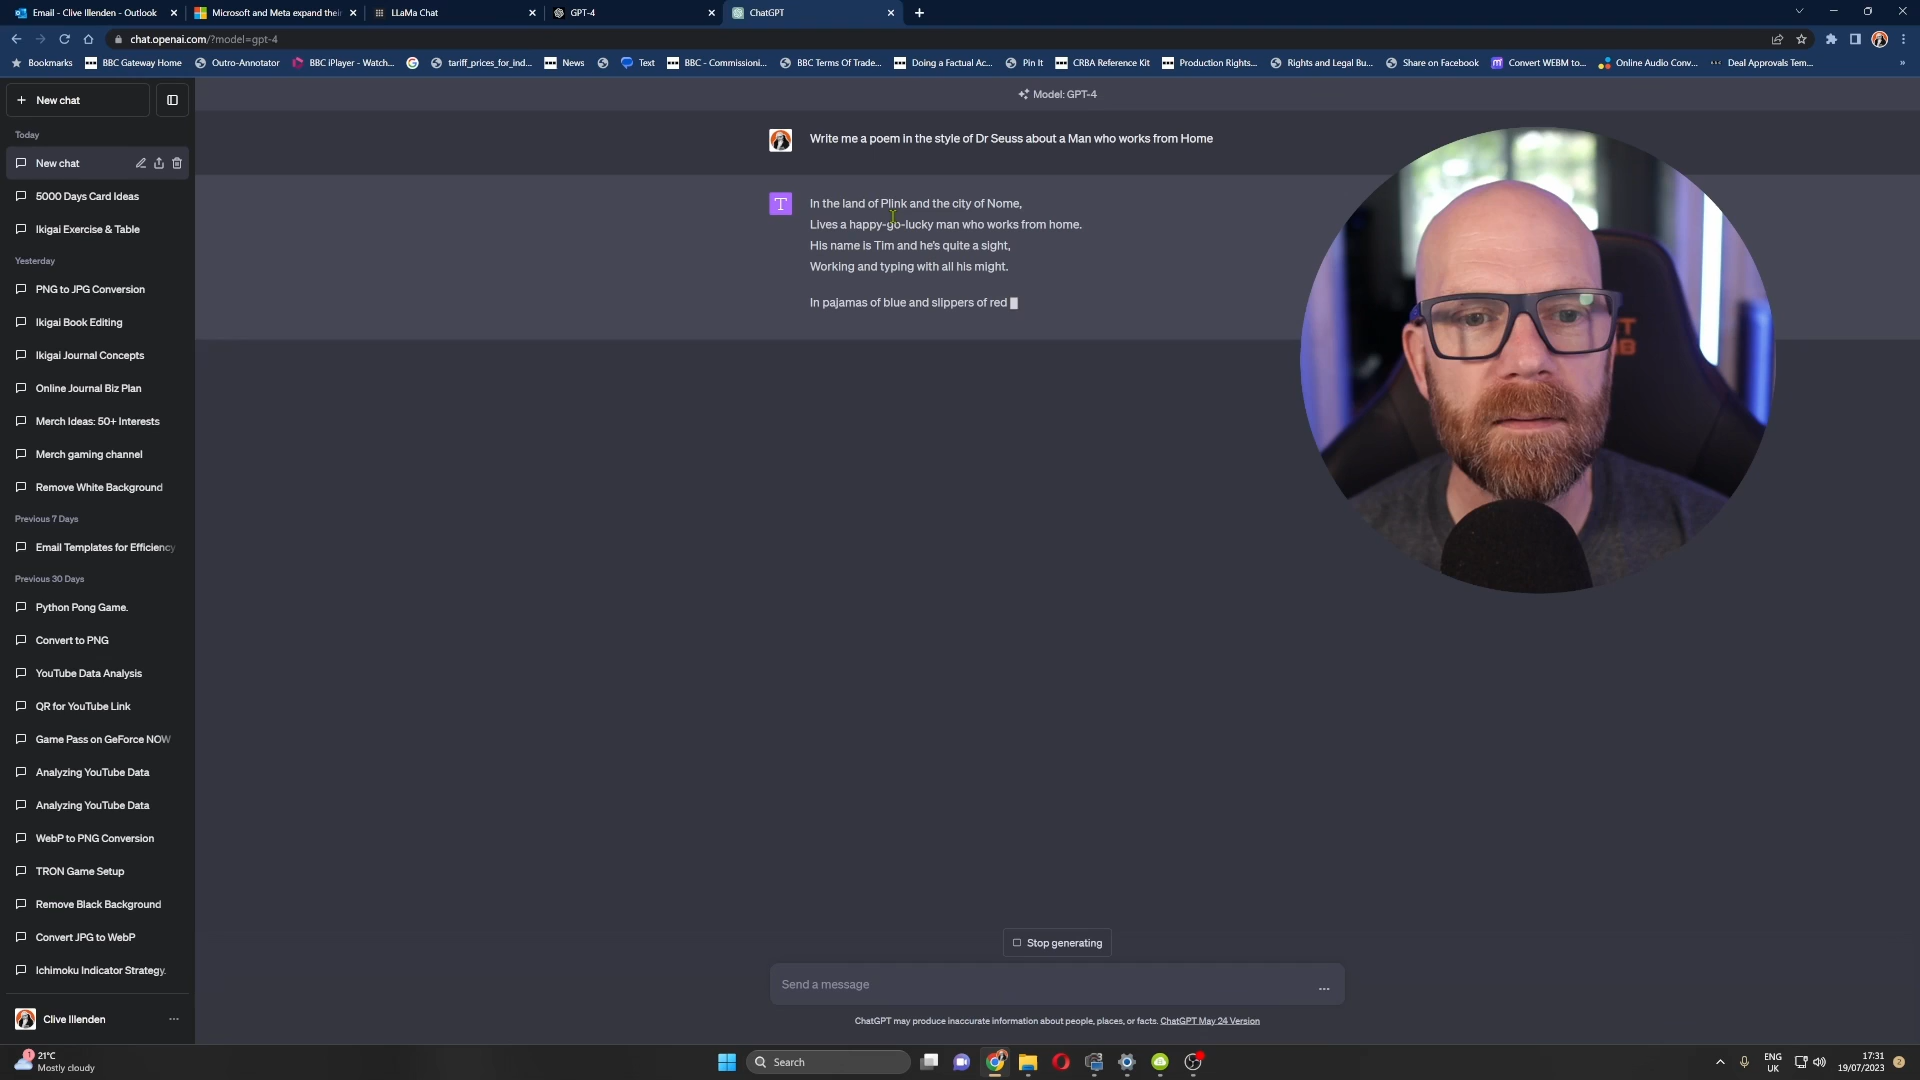 Email - Clive Illenden - Outlook
Microsoft and Meta expand their
LLaMa Chat
GPT-4
ChatGPT
chat.openai.com/?model=gpt-4
Bookmarks
BBC Gateway Home
Outro-Annotator
BBC iPlayer - Watch...
tariff_prices_for_ind...
News
Text
BBC - Commissioni...
BBC Terms Of Trade...
Doing a Factual Ac...
Pin It
CRBA Reference Kit
Production Rights...
Rights and Legal Bu...
Share on Facebook
Convert WEBM to...
Online Audio Conv...
Deal Approvals Tem...
New chat
Model: GPT-4
Today
New chat
5000 Days Card Ideas
Ikigai Exercise & Table
Yesterday
PNG to JPG Conversion
Ikigai Book Editing
Ikigai Journal Concepts
Online Journal Biz Plan
Merch Ideas: 50+ Interests
Merch gaming channel
Remove White Background
Previous 7 Days
Email Templates for Efficiency
Previous 30 Days
Python Pong Game.
Convert to PNG
YouTube Data Analysis
QR for YouTube Link
Game Pass on GeForce NOW
Analyzing YouTube Data
Analyzing YouTube Data
WebP to PNG Conversion
TRON Game Setup
Remove Black Background
Convert JPG to WebP
Ichimoku Indicator Strategy.
Clive Illenden
Write me a poem in the style of Dr Seuss about a Man who works from Home
T
In the land of Plink and the city of Nome,
Lives a happy-go-lucky man who works from home.
His name is Tim and he's quite a sight,
Working and typing with all his might.
In pajamas of blue and slippers of red
Stop generating
Send a message
ChatGPT may produce inaccurate information about people, places, or facts. ChatGPT May 24 Version
1
21°C
Mostly cloudy
Search
ENG
UK
17:31
19/07/2023
2